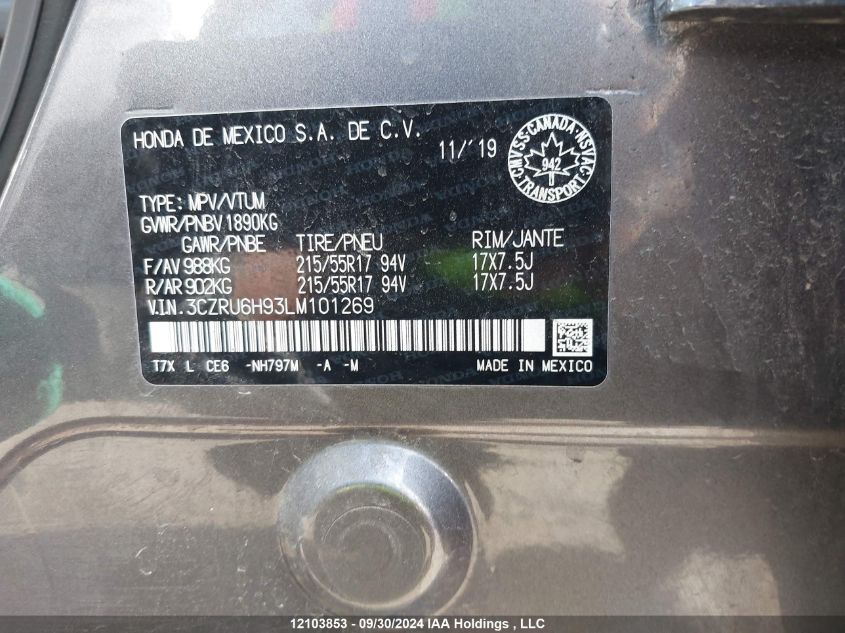 HONDA DE MEXICO S.A. DE C.V.
11/'19
CMVSS·CANADA·NSVAC
942
TRANSPORT
TYPE: MPV/VTUM
GVWR/PNBV 1890KG
GAWR/PNBE TIRE/PNEU RIM/JANTE
F/AV 988KG 215/55R17 94V 17X7.5J
R/AR 902KG 215/55R17 94V 17X7.5J
V.I.N. 3CZRU6H93LM101269
T7X L CE6 -NH797M -A -M MADE IN MEXICO
12103853 - 09/30/2024 IAA Holdings , LLC